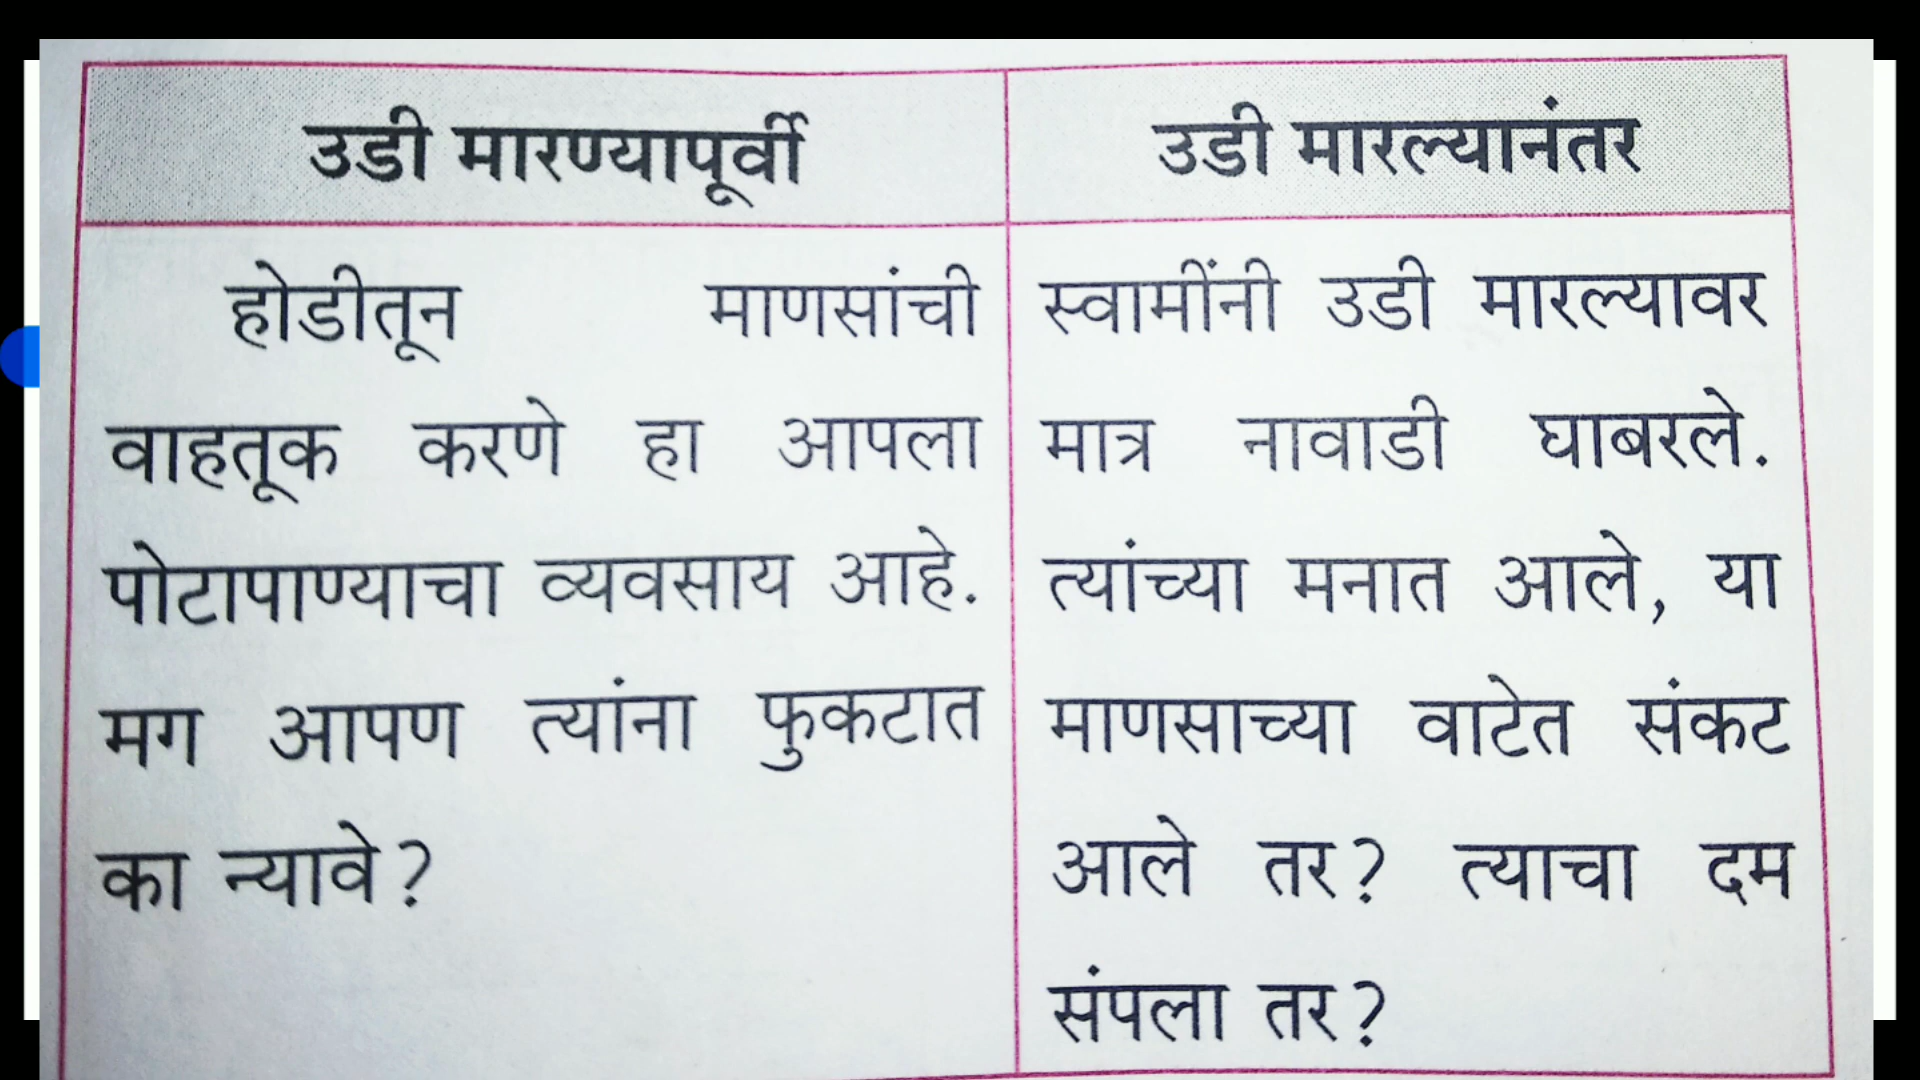 उडी मारण्यापूर्वी
उडी मारल्यानंतर
होडीतून माणसांची
वाहतूक करणे हा आपला
पोटापाण्याचा व्यवसाय आहे.
मग आपण त्यांना फुकटात
का न्यावे?
स्वामींनी उडी मारल्यावर
मात्र नावाडी घाबरले.
त्यांच्या मनात आले, या
माणसाच्या वाटेत संकट
आले तर? त्याचा दम
संपला तर?